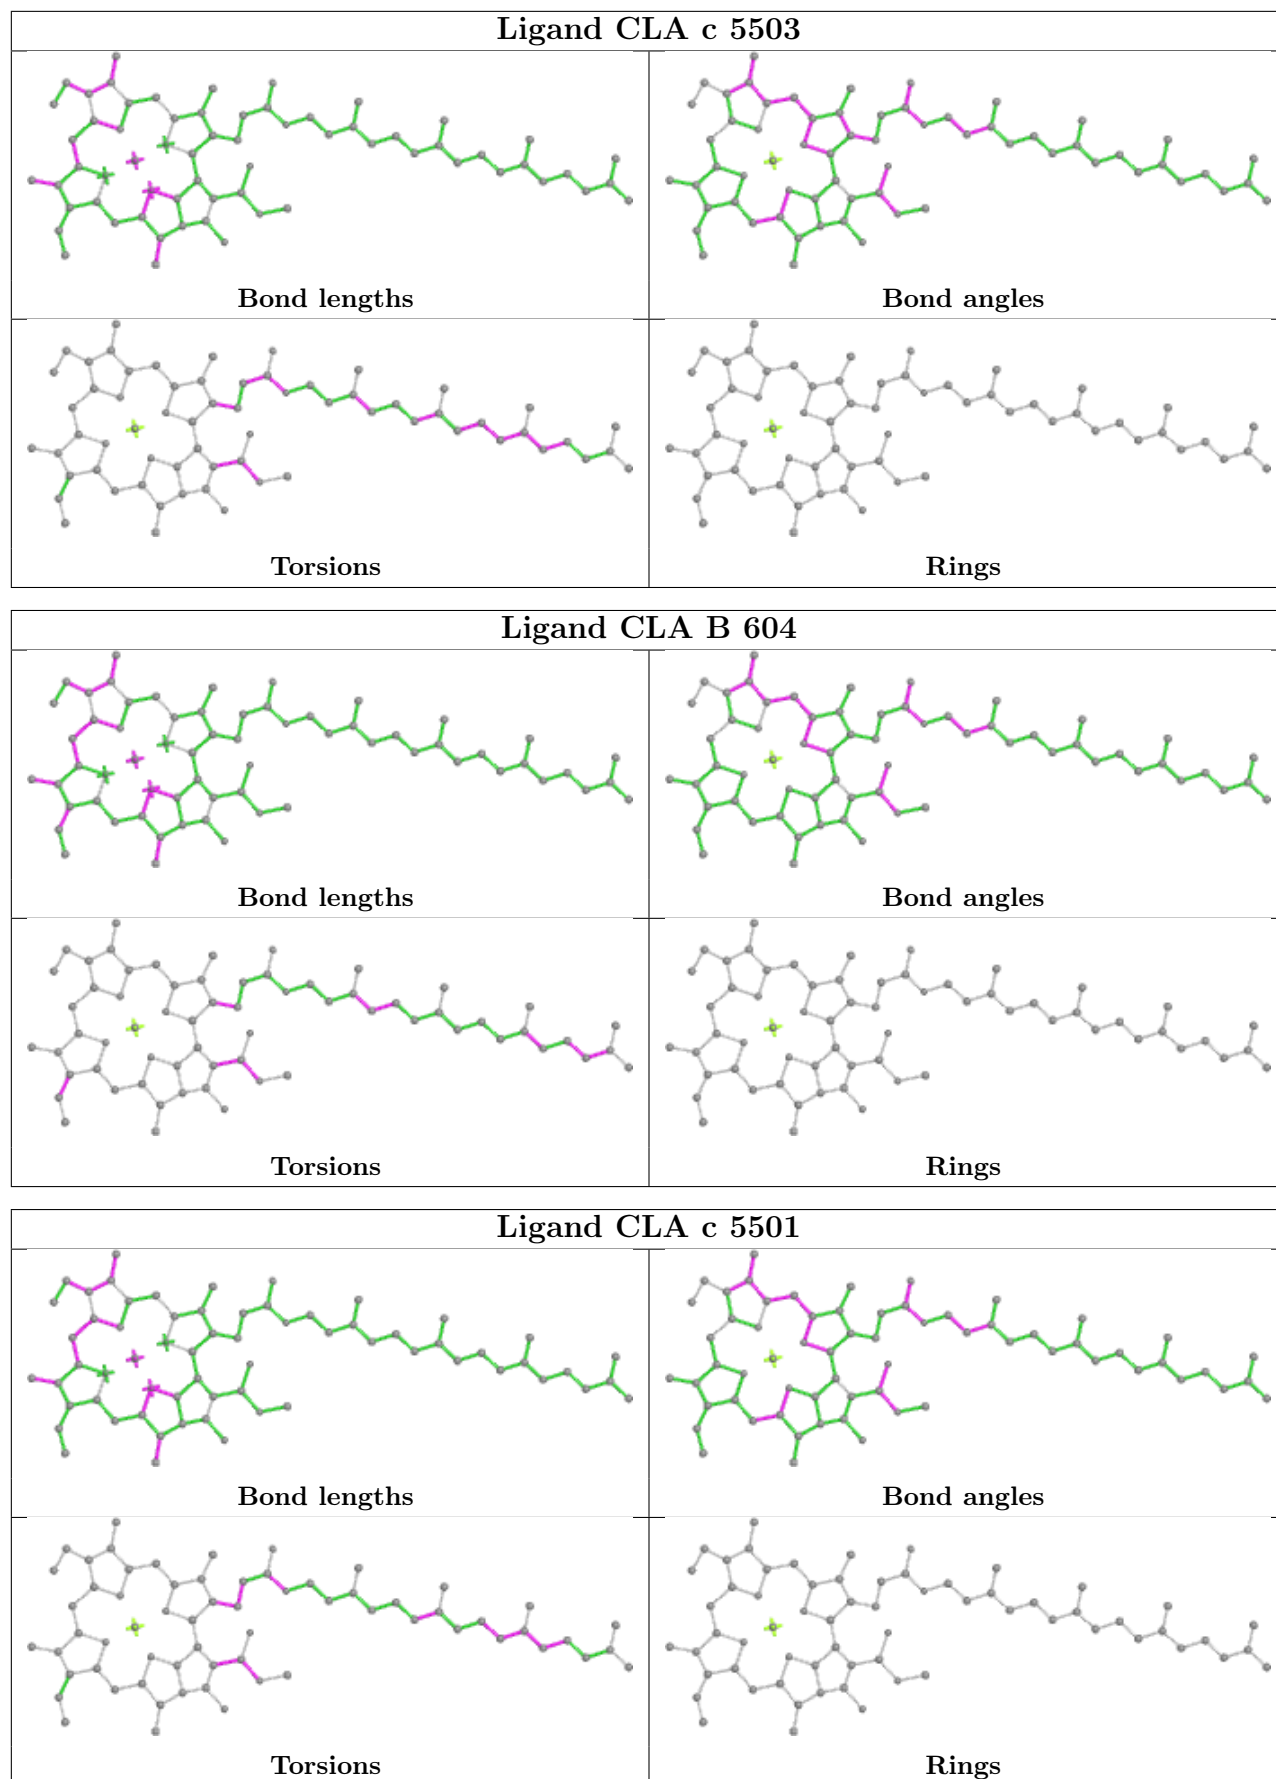 Ligand CLA c 5503
Bond lengths
Bond angles
Torsions
Rings
Ligand CLA B 604
Bond lengths
Bond angles
Torsions
Rings
Ligand CLA c 5501
Bond lengths
Bond angles
Torsions
Rings